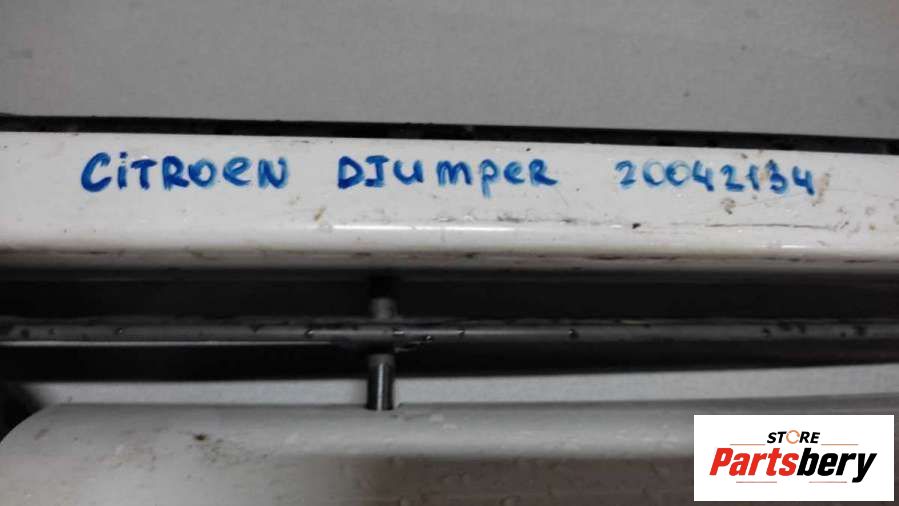 CiTROEN DJumpER 20042134
STORE
Partsbery